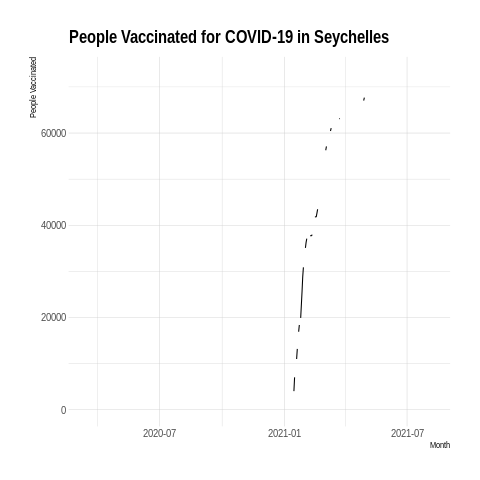 People Vaccinated for COVID-19 in Seychelles
People Vaccinated
60000
40000
20000
0
2020-07 2021-01 2021-07
Month